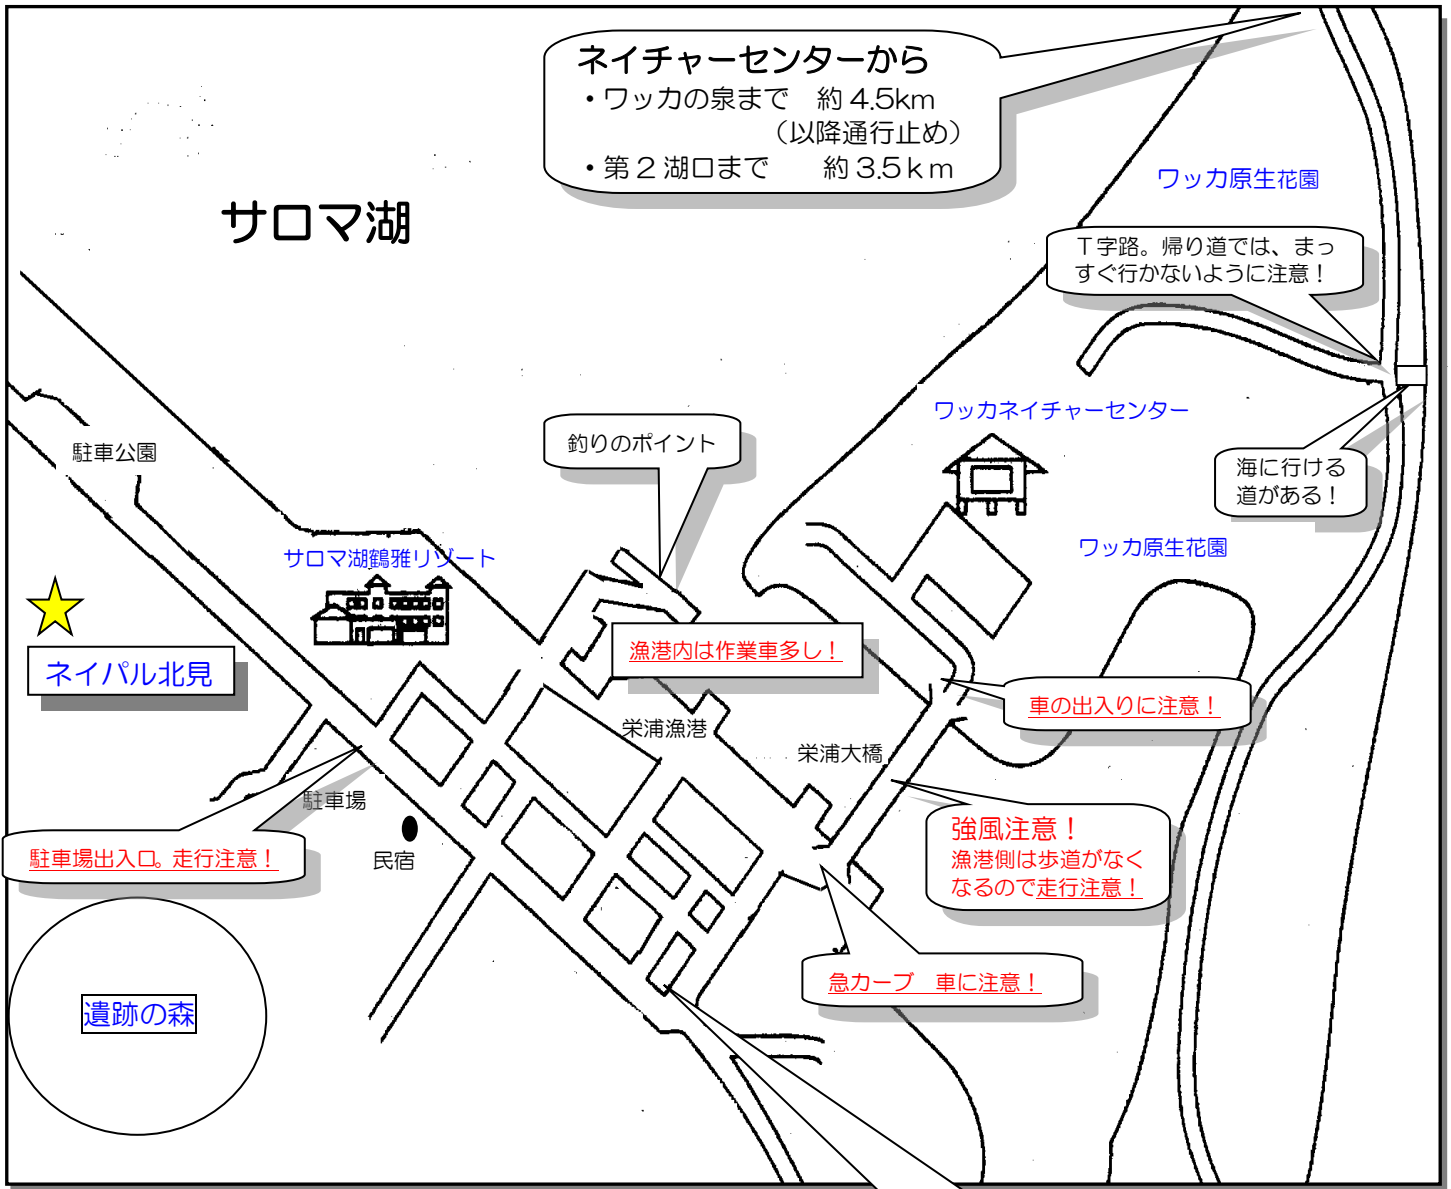 ネイチャーセンターから
・ワッカの泉まで　約4.5km
（以降通行止め）
・第2湖口まで　　約3.5km
ワッカ原生花園
サロマ湖
T字路。帰り道では、まっ
すぐ行かないように注意！
ワッカネイチャーセンター
釣りのポイント
駐車公園
海に行ける
道がある！
サロマ湖鶴雅リゾート
ワッカ原生花園
漁港内は作業車多し！
ネイパル北見
車の出入りに注意！
栄浦漁港
栄浦大橋
駐車場
強風注意！
漁港側は歩道がなく
なるので走行注意！
駐車場出入口。走行注意！
民宿
急カーブ　車に注意！
遺跡の森